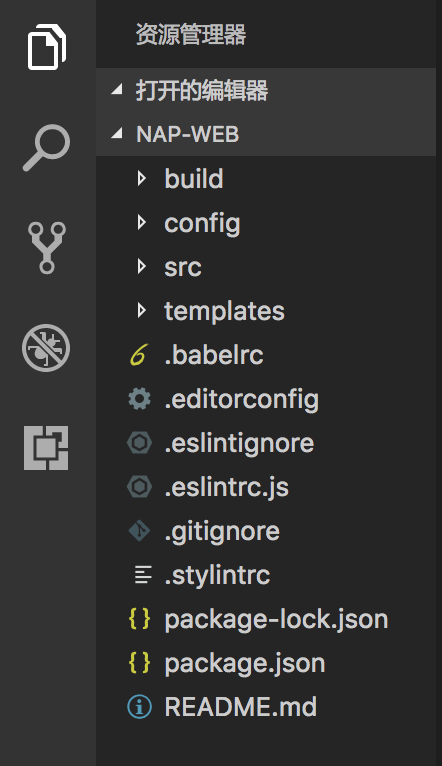 资源管理器
打开的编辑器
NAP-WEB
build
config
src
templates
.babelrc
.editorconfig
.eslintignore
.eslintrc.js
.gitignore
.stylintrc
package-lock.json
package.json
README.md